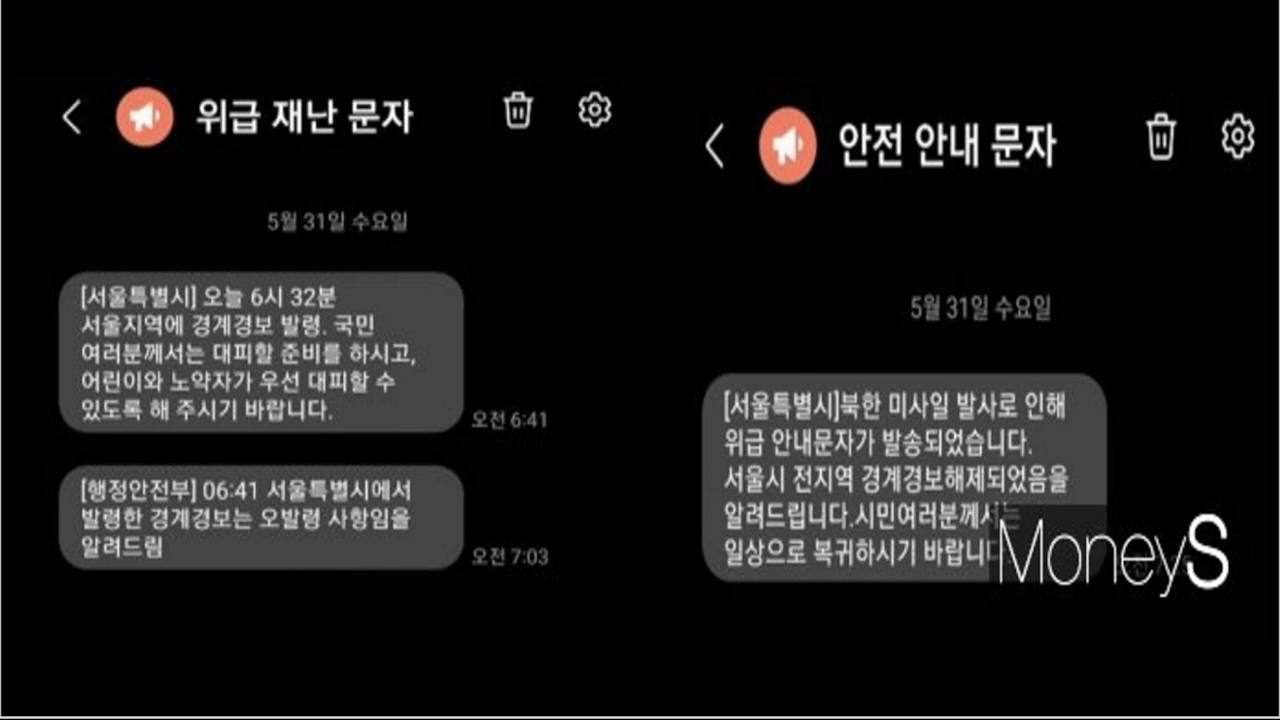 위급 재난 문자
5월 31일 수요일
[서울특별시] 오늘 6시 32분
서울지역에 경계경보 발령. 국민
여러분께서는 대피할 준비를 하시고,
어린이와 노약자가 우선 대피할 수
있도록 해 주시기 바랍니다.
오전 6:41
[행정안전부] 06:41 서울특별시에서
발령한 경계경보는 오발령 사항임을
알려드림
오전 7:03
안전 안내 문자
5월 31일 수요일
[서울특별시]북한 미사일 발사로 인해
위급 안내문자가 발송되었습니다.
서울시 전지역 경계경보해제되었음을
알려드립니다.시민여러분께서는
일상으로 복귀하시기 바랍니다
MoneyS